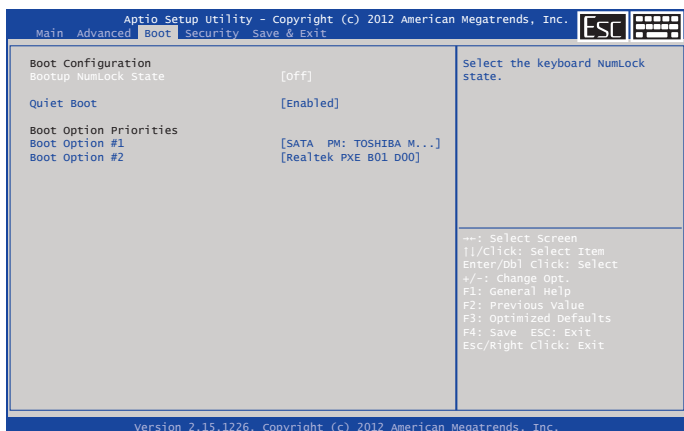 Aptio Setup Utility - Copyright (c) 2012 American Megatrends, Inc.
Esc
Main Advanced Boot Security Save & Exit
Boot Configuration
Bootup NumLock State [Off]
Quiet Boot [Enabled]
Boot Option Priorities
Boot Option #1 [SATA PM: TOSHIBA M...]
Boot Option #2 [Realtek PXE B01 D00]
Select the keyboard NumLock
state.
→←: Select Screen
↑↓/Click: Select Item
Enter/Dbl Click: Select
+/-: Change Opt.
F1: General Help
F2: Previous Value
F3: Optimized Defaults
F4: Save ESC: Exit
Esc/Right Click: Exit
Version 2.15.1226. Copyright (c) 2012 American Megatrends, Inc.